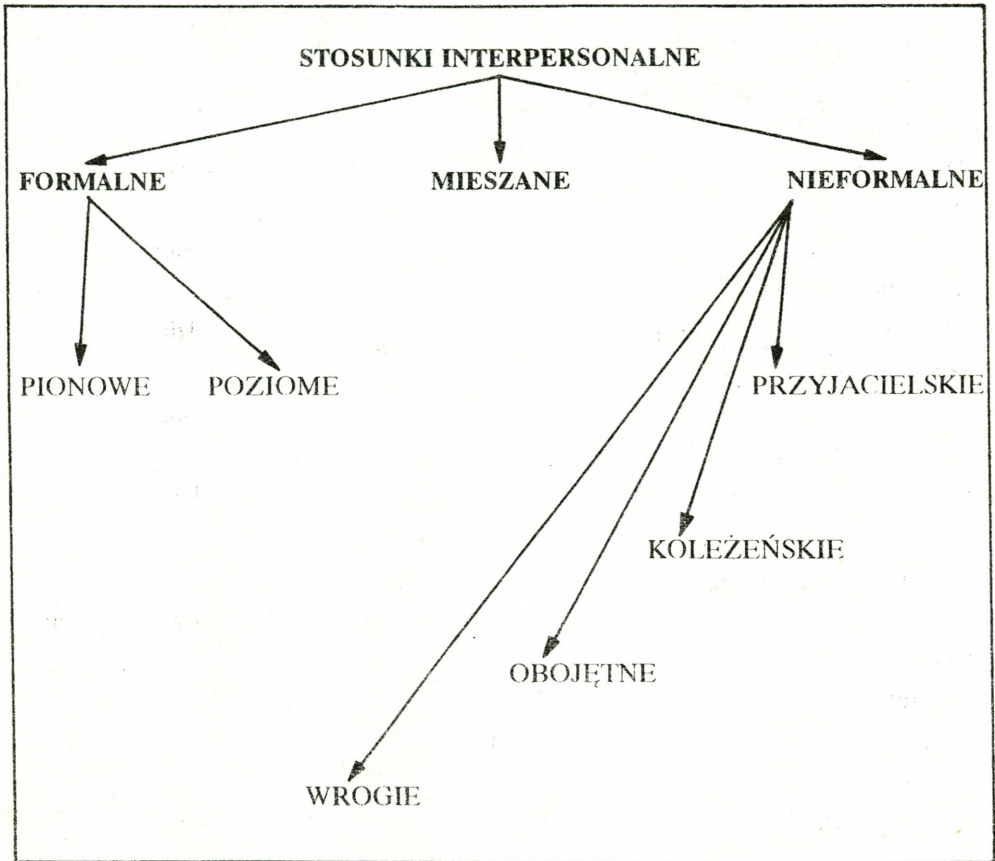 STOSUNKI INTERPERSONALNE
FORMALNE MIESZANE NIEFORMALNE
PIONOWE POZIOME PRZYJACIELSKIE
KOLEŻEŃSKIE
OBOJĘTNE
WROGIE